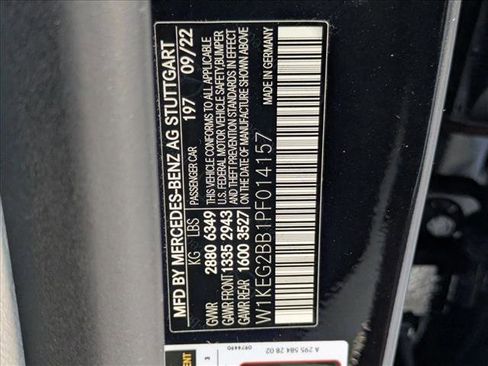 MFD BY MERCEDES-BENZ AG STUTTGART
PASSENGER CAR 197 09/22
KG LBS
GVWR 2880 6349
GAWR FRONT 1335 2943
GAWR REAR 1600 3527
THIS VEHICLE CONFORMS TO ALL APPLICABLE
U.S. FEDERAL MOTOR VEHICLE SAFETY, BUMPER
AND THEFT PREVENTION STANDARDS IN EFFECT
ON THE DATE OF MANUFACTURE SHOWN ABOVE
W1KEG2BB1PF014157
MADE IN GERMANY
A 295 584 28 02
3